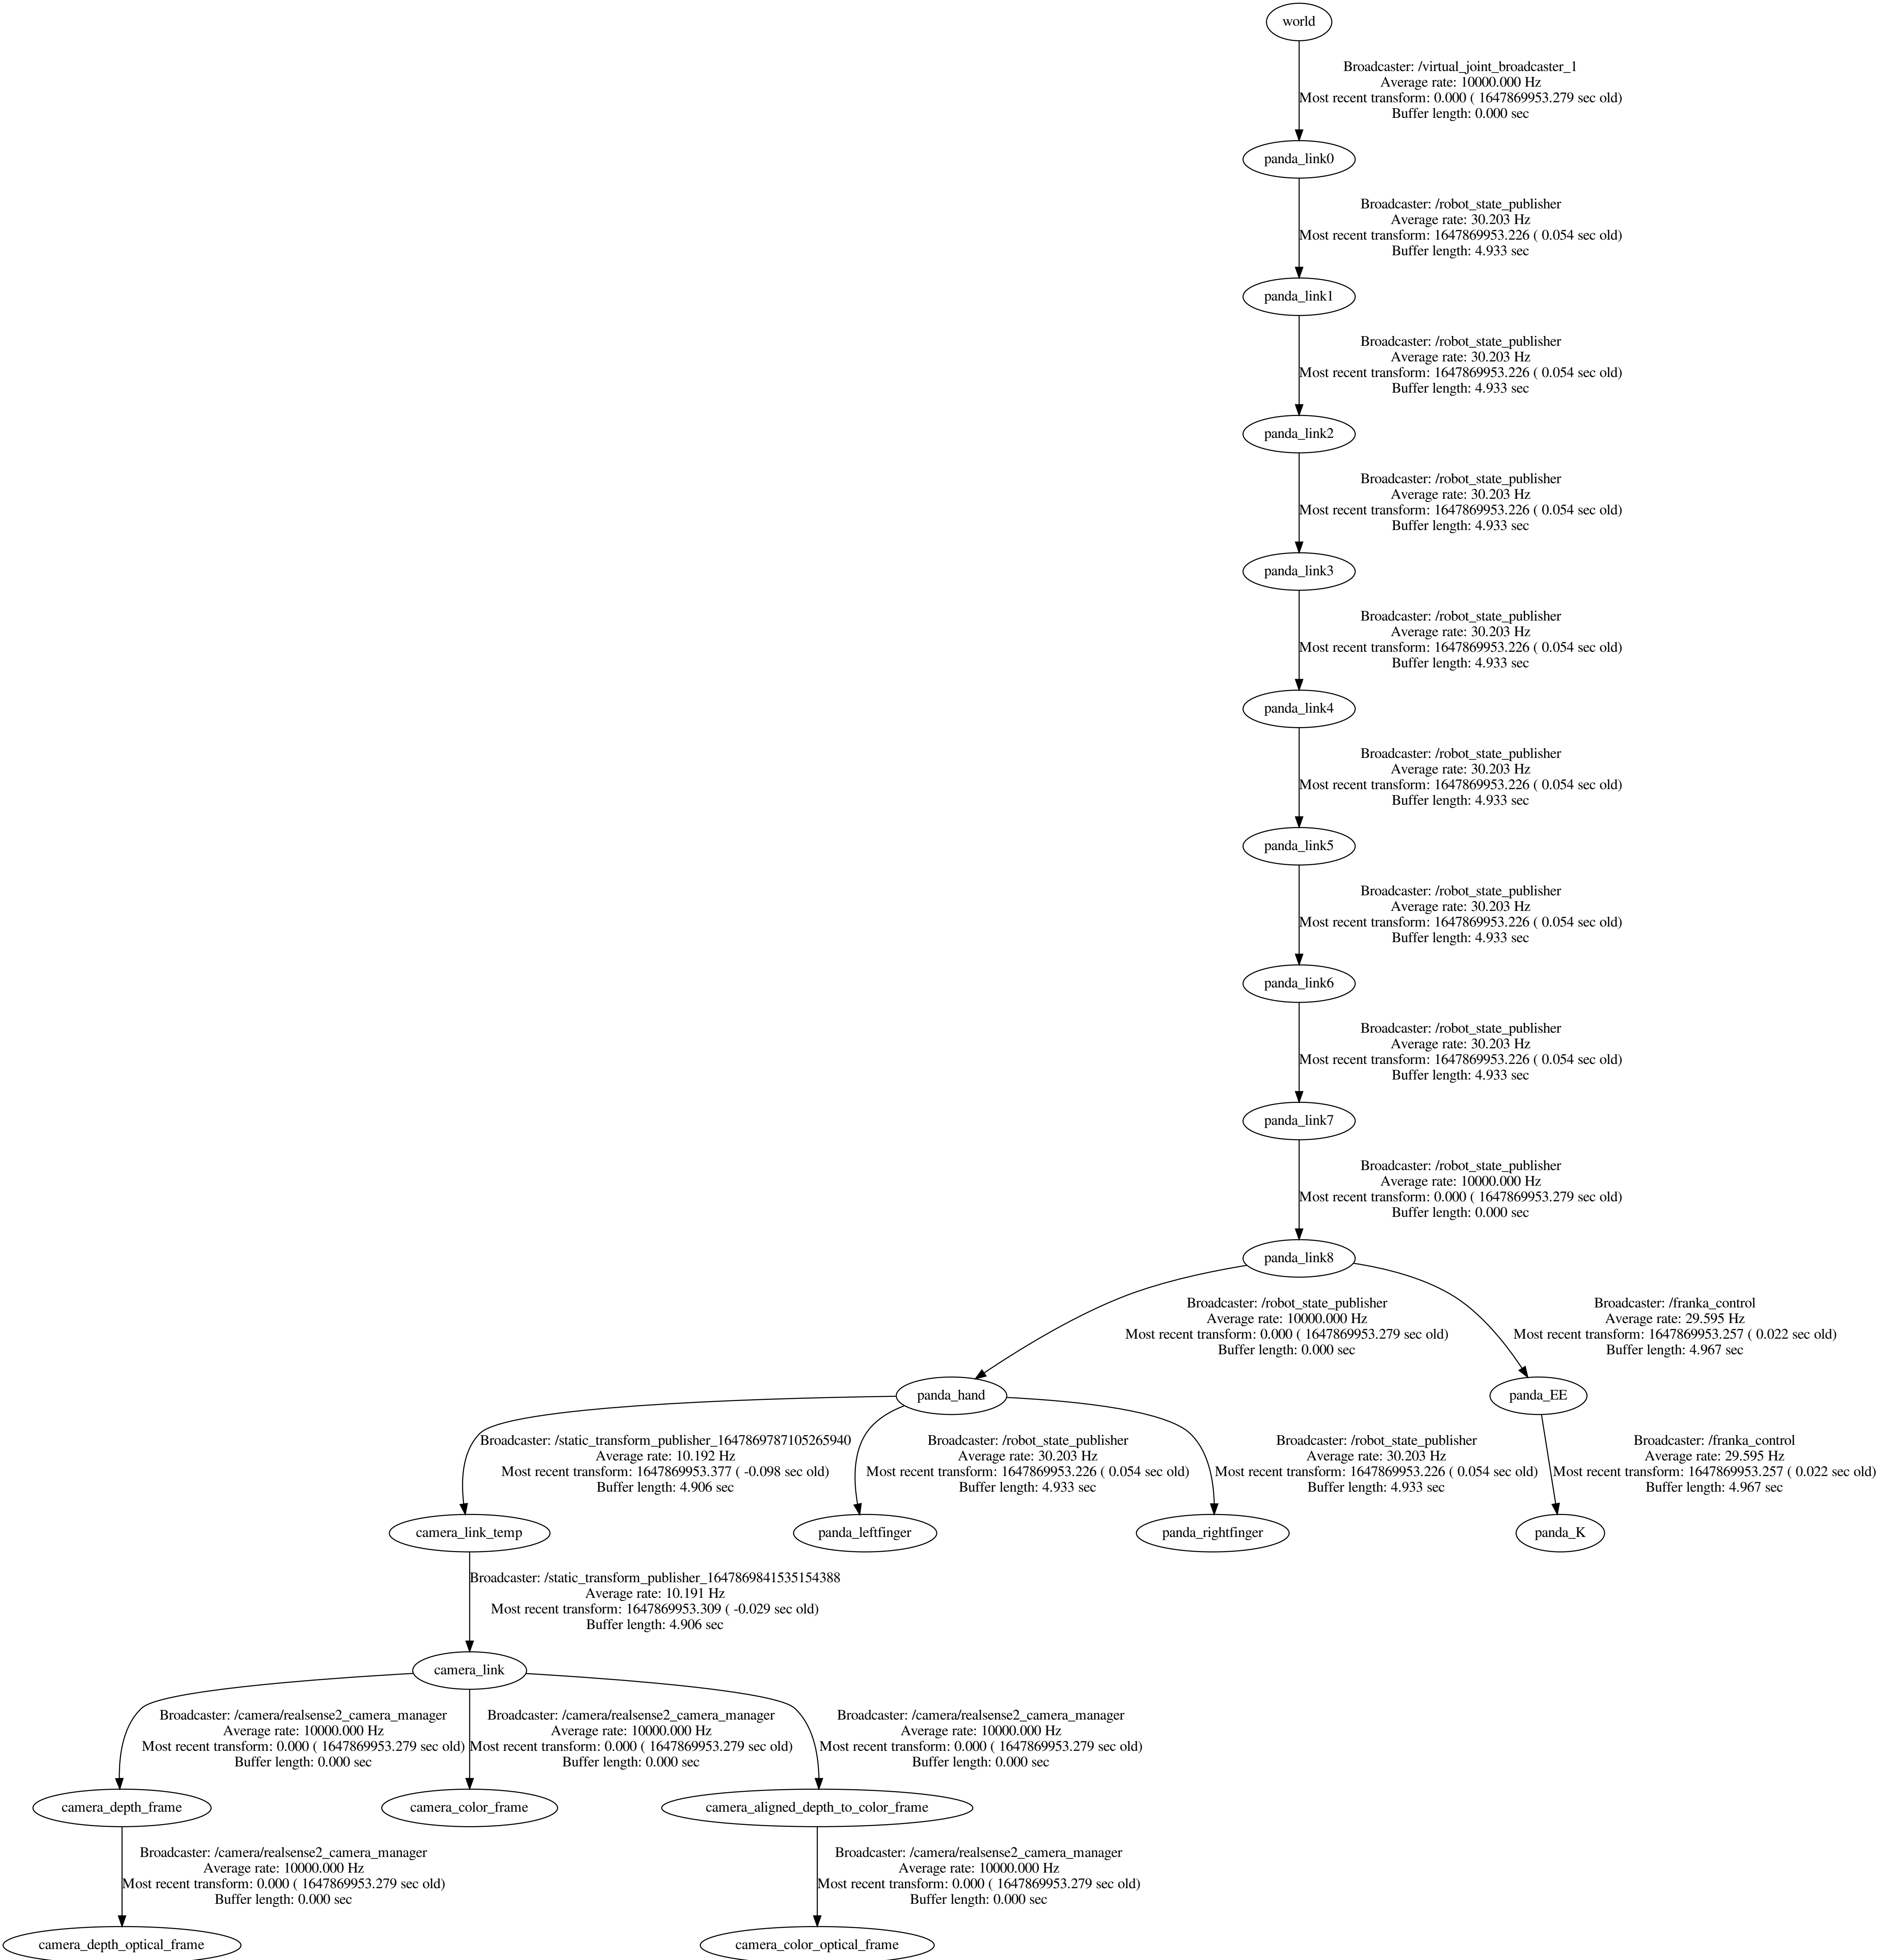 world
Broadcaster: /virtual_joint_broadcaster_1
Average rate: 10000.000 Hz
Most recent transform: 0.000 ( 1647869953.279 sec old)
Buffer length: 0.000 sec
panda_link0
Broadcaster: /robot_state_publisher
Average rate: 30.203 Hz
Most recent transform: 1647869953.226 ( 0.054 sec old)
Buffer length: 4.933 sec
panda_link1
Broadcaster: /robot_state_publisher
Average rate: 30.203 Hz
Most recent transform: 1647869953.226 ( 0.054 sec old)
Buffer length: 4.933 sec
panda_link2
Broadcaster: /robot_state_publisher
Average rate: 30.203 Hz
Most recent transform: 1647869953.226 ( 0.054 sec old)
Buffer length: 4.933 sec
panda_link3
Broadcaster: /robot_state_publisher
Average rate: 30.203 Hz
Most recent transform: 1647869953.226 ( 0.054 sec old)
Buffer length: 4.933 sec
panda_link4
Broadcaster: /robot_state_publisher
Average rate: 30.203 Hz
Most recent transform: 1647869953.226 ( 0.054 sec old)
Buffer length: 4.933 sec
panda_link5
Broadcaster: /robot_state_publisher
Average rate: 30.203 Hz
Most recent transform: 1647869953.226 ( 0.054 sec old)
Buffer length: 4.933 sec
panda_link6
Broadcaster: /robot_state_publisher
Average rate: 30.203 Hz
Most recent transform: 1647869953.226 ( 0.054 sec old)
Buffer length: 4.933 sec
panda_link7
Broadcaster: /robot_state_publisher
Average rate: 10000.000 Hz
Most recent transform: 0.000 ( 1647869953.279 sec old)
Buffer length: 0.000 sec
panda_link8
Broadcaster: /robot_state_publisher
Average rate: 10000.000 Hz
Most recent transform: 0.000 ( 1647869953.279 sec old)
Buffer length: 0.000 sec
Broadcaster: /franka_control
Average rate: 29.595 Hz
Most recent transform: 1647869953.257 ( 0.022 sec old)
Buffer length: 4.967 sec
panda_hand
panda_EE
Broadcaster: /static_transform_publisher_1647869787105265940
Average rate: 10.192 Hz
Most recent transform: 1647869953.377 ( -0.098 sec old)
Buffer length: 4.906 sec
Broadcaster: /robot_state_publisher
Average rate: 30.203 Hz
Most recent transform: 1647869953.226 ( 0.054 sec old)
Buffer length: 4.933 sec
Broadcaster: /robot_state_publisher
Average rate: 30.203 Hz
Most recent transform: 1647869953.226 ( 0.054 sec old)
Buffer length: 4.933 sec
Broadcaster: /franka_control
Average rate: 29.595 Hz
Most recent transform: 1647869953.257 ( 0.022 sec old)
Buffer length: 4.967 sec
camera_link_temp
panda_leftfinger
panda_rightfinger
panda_K
Broadcaster: /static_transform_publisher_1647869841535154388
Average rate: 10.191 Hz
Most recent transform: 1647869953.309 ( -0.029 sec old)
Buffer length: 4.906 sec
camera_link
Broadcaster: /camera/realsense2_camera_manager
Average rate: 10000.000 Hz
Most recent transform: 0.000 ( 1647869953.279 sec old)
Buffer length: 0.000 sec
Broadcaster: /camera/realsense2_camera_manager
Average rate: 10000.000 Hz
Most recent transform: 0.000 ( 1647869953.279 sec old)
Buffer length: 0.000 sec
Broadcaster: /camera/realsense2_camera_manager
Average rate: 10000.000 Hz
Most recent transform: 0.000 ( 1647869953.279 sec old)
Buffer length: 0.000 sec
camera_depth_frame
camera_color_frame
camera_aligned_depth_to_color_frame
Broadcaster: /camera/realsense2_camera_manager
Average rate: 10000.000 Hz
Most recent transform: 0.000 ( 1647869953.279 sec old)
Buffer length: 0.000 sec
Broadcaster: /camera/realsense2_camera_manager
Average rate: 10000.000 Hz
Most recent transform: 0.000 ( 1647869953.279 sec old)
Buffer length: 0.000 sec
camera_depth_optical_frame
camera_color_optical_frame